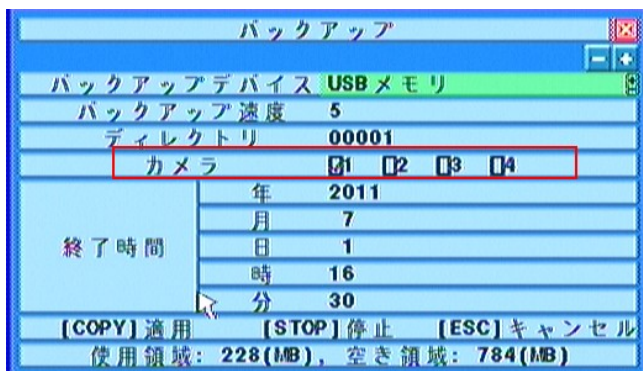 バックアップ
バックアップデバイス USBメモリ
バックアップ速度 5
ディレクトリ 00001
カメラ 1 2 3 4
終了時間
年 2011
月 7
日 1
時 16
分 30
[COPY]適用 [STOP]停止 [ESC]キャンセル
使用領域: 228(MB), 空き領域: 784(MB)